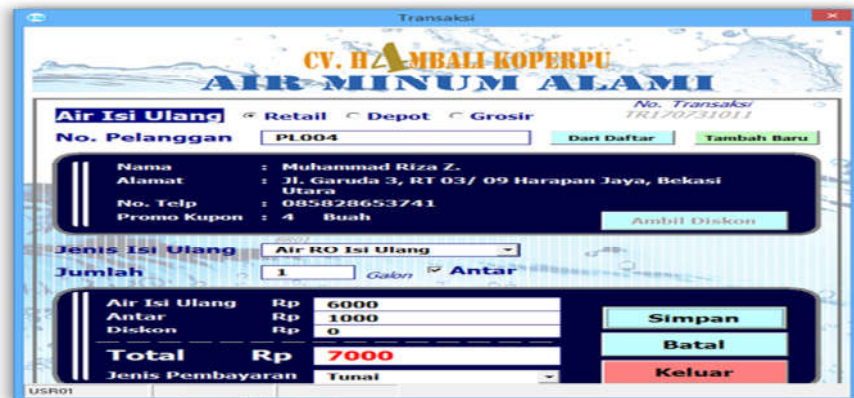 Transaksi
CV. HAMBALI KOPERPU
AIR MINUM ALAMI
Air Isi Ulang Retail Depot Grosir No. Transaksi
TR170731011
No. Pelanggan PL004 Dari Daftar Tambah Baru
Nama : Muhammad Riza Z.
Alamat : Jl. Garuda 3, RT 03/ 09 Harapan Jaya, Bekasi
Utara
No. Telp : 085828653741
Promo Kupon : 4 Buah Ambil Diskon
Jenis Isi Ulang Air RO Isi Ulang
Jumlah 1 Galon Antar
Air Isi Ulang Rp 6000
Antar Rp 1000 Simpan
Diskon Rp 0
Batal
Total Rp 7000
Jenis Pembayaran Tunai Keluar
USR01